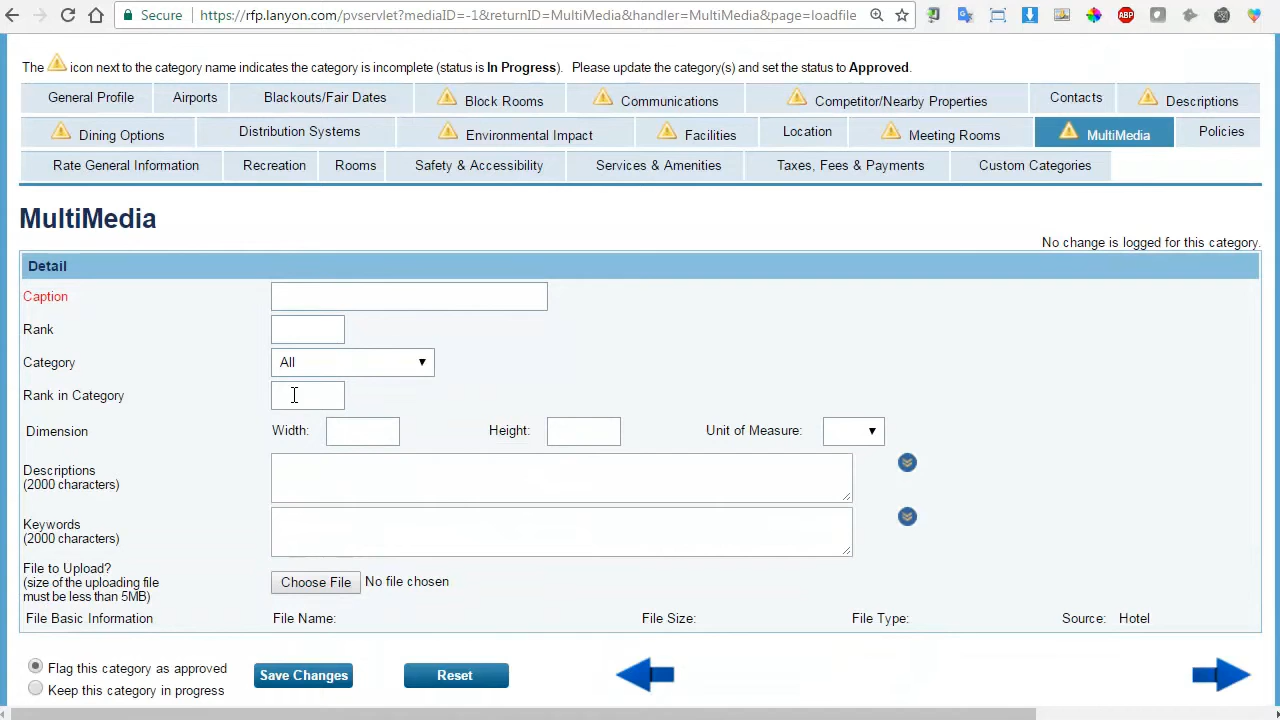 Secure https://rfp.lanyon.com/pvservlet?mediaID=-1&returnID=MultiMedia&handler=MultiMedia&page=loadfile ABP
The icon next to the category name indicates the category is incomplete (status is In Progress). Please update the category(s) and set the status to Approved.
General Profile Airports Blackouts/Fair Dates Block Rooms Communications Competitor/Nearby Properties Contacts Descriptions
Dining Options Distribution Systems Environmental Impact Facilities Location Meeting Rooms MultiMedia Policies
Rate General Information Recreation Rooms Safety & Accessibility Services & Amenities Taxes, Fees & Payments Custom Categories
MultiMedia
No change is logged for this category.
Detail
Caption
Rank
Category All
Rank in Category
Dimension Width: Height: Unit of Measure:
Descriptions
(2000 characters)
Keywords
(2000 characters)
File to Upload?
(size of the uploading file
must be less than 5MB)
Choose File No file chosen
File Basic Information File Name: File Size: File Type: Source: Hotel
Flag this category as approved
Keep this category in progress
Save Changes Reset